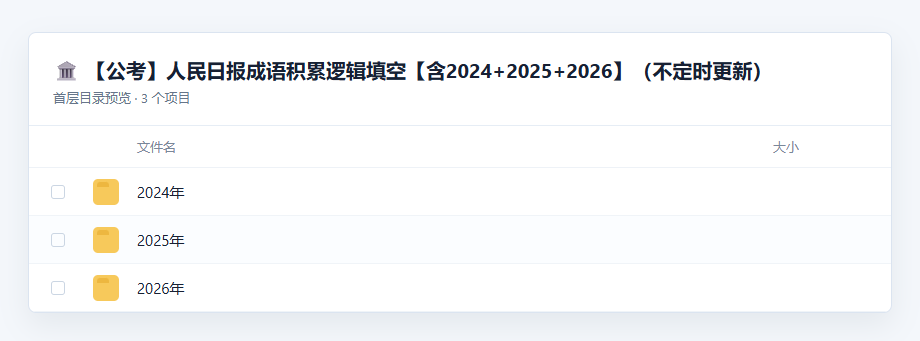 【公考】人民日报成语积累逻辑填空【含2024+2025+2026】（不定时更新）
首层目录预览 · 3 个项目
文件名 大小
2024年
2025年
2026年